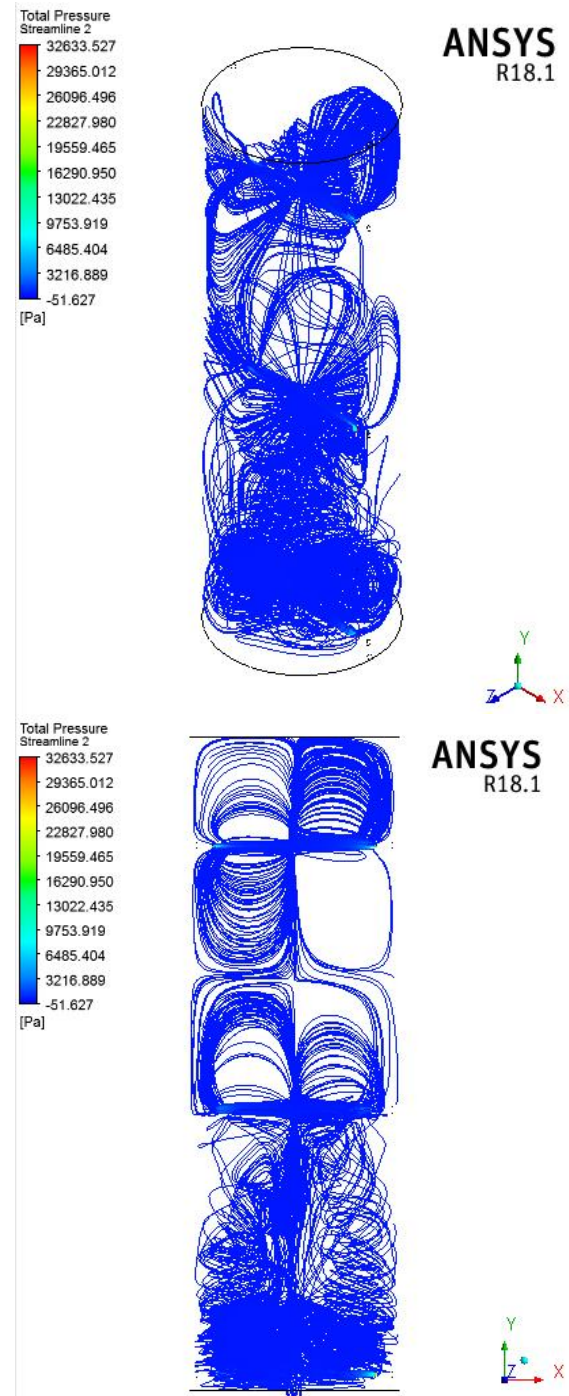 Total Pressure
Streamline 2
32633.527
29365.012
26096.496
22827.980
19559.465
16290.950
13022.435
9753.919
6485.404
3216.889
-51.627
[Pa]
ANSYS
R18.1
Y
Z
X
Total Pressure
Streamline 2
32633.527
29365.012
26096.496
22827.980
19559.465
16290.950
13022.435
9753.919
6485.404
3216.889
-51.627
[Pa]
ANSYS
R18.1
Y
Z
X